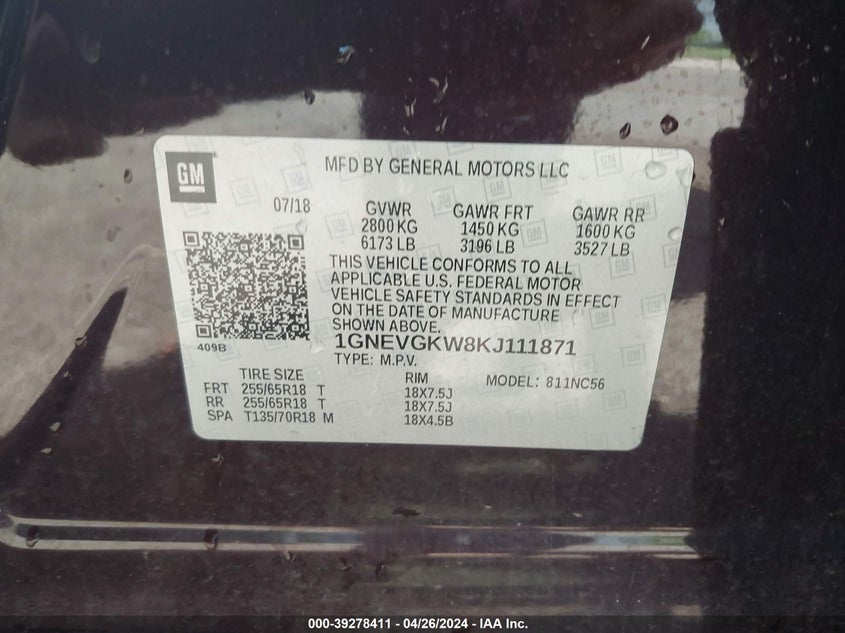 GM
MFD BY GENERAL MOTORS LLC
07/18
GVWR GAWR FRT GAWR RR
2800 KG 1450 KG 1600 KG
6173 LB 3196 LB 3527 LB
THIS VEHICLE CONFORMS TO ALL
APPLICABLE U.S. FEDERAL MOTOR
VEHICLE SAFETY STANDARDS IN EFFECT
ON THE DATE OF MANUFACTURE
SHOWN ABOVE.
409B
1GNEVGKW8KJ111871
TYPE: M.P.V.
TIRE SIZE RIM MODEL: 811NC56
FRT 255/65R18 T 18X7.5J
RR 255/65R18 T 18X7.5J
SPA T135/70R18 M 18X4.5B
000-39278411 - 04/26/2024 - IAA Inc.